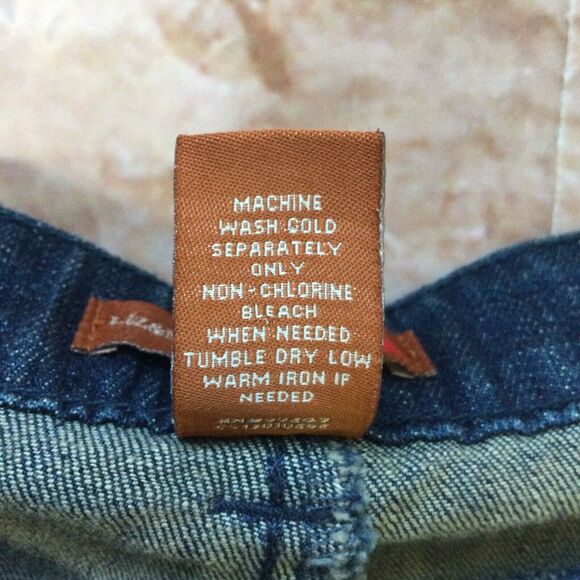 MACHINE
WASH COLD
SEPARATELY
ONLY
NON-CHLORINE
BLEACH
WHEN NEEDED
TUMBLE DRY LOW
WARM IRON IF
NEEDED